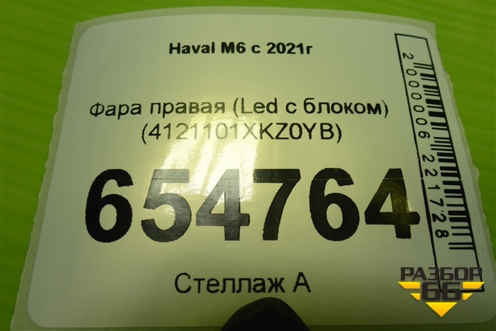 Haval M6 с 2021г
Фара правая (Led с блоком)
(4121101XKZ0YB)
654764
Стеллаж А
2000006221728
РАЗБОР
66